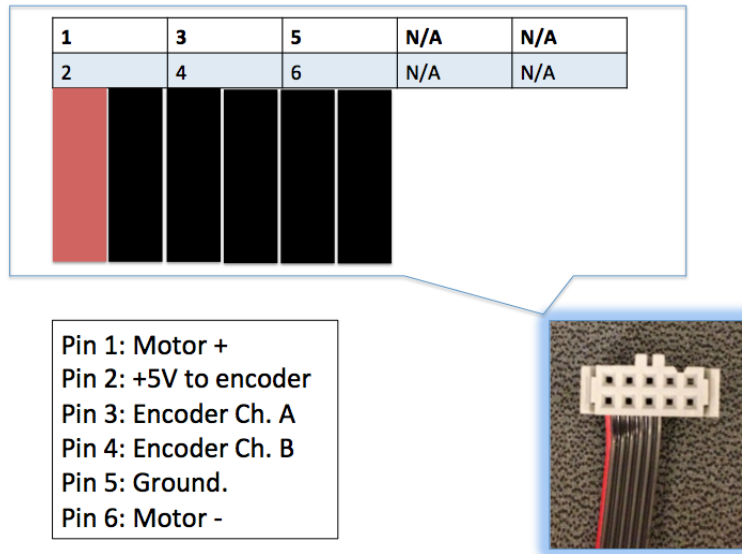 1 3 5 N/A N/A
2 4 6 N/A N/A
Pin 1: Motor +
Pin 2: +5V to encoder
Pin 3: Encoder Ch. A
Pin 4: Encoder Ch. B
Pin 5: Ground.
Pin 6: Motor -